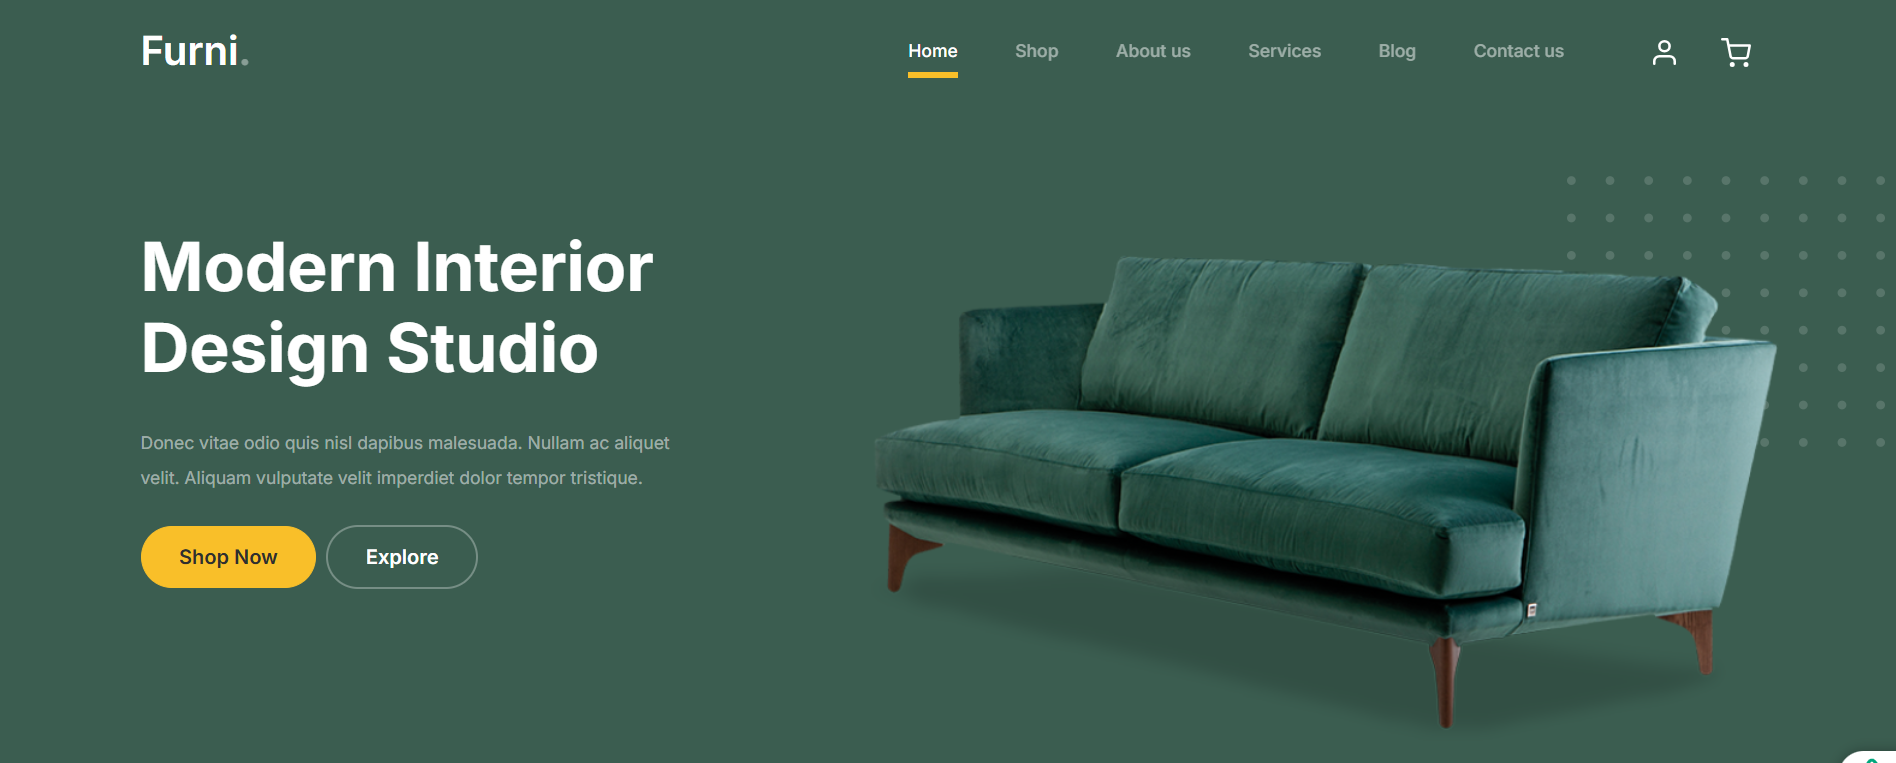 Furni.
Home Shop About us Services Blog Contact us
Modern Interior
Design Studio
Donec vitae odio quis nisl dapibus malesuada. Nullam ac aliquet
velit. Aliquam vulputate velit imperdiet dolor tempor tristique.
Shop Now Explore